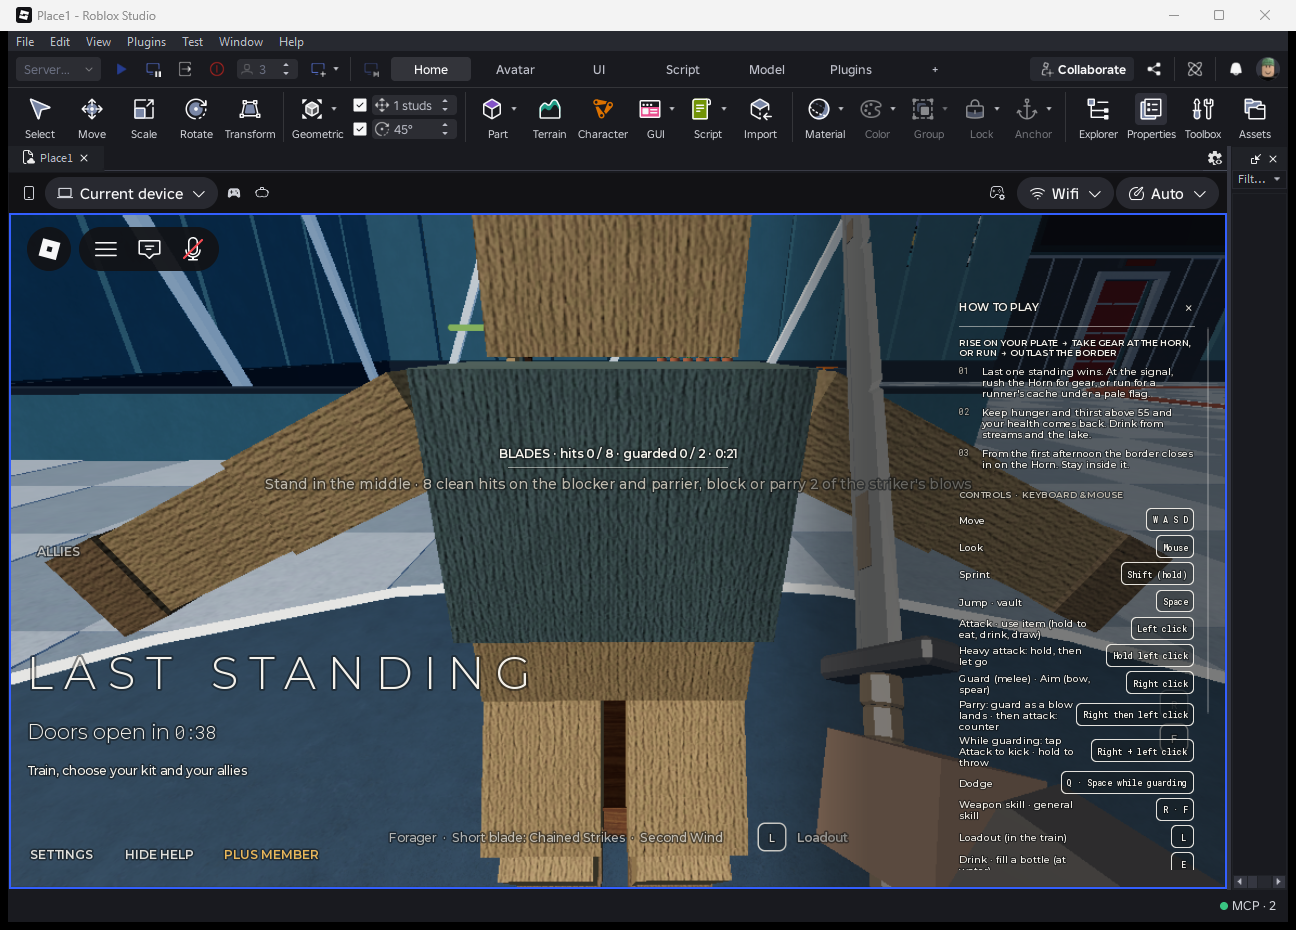 Place1 - Roblox Studio
File Edit View Plugins Test Window Help
Server... 3 Home Avatar UI Script Model Plugins + Collaborate
1 studs
45°
Select Move Scale Rotate Transform Geometric Part Terrain Character GUI Script Import Material Color Group Lock Anchor Explorer Properties Toolbox Assets
Place1
Filt...
Current device Wifi Auto
HOW TO PLAY
RISE ON YOUR PLATE → TAKE GEAR AT THE HORN,
OR RUN → OUTLAST THE BORDER
01 Last one standing wins. At the signal,
rush the Horn for gear, or run for a
runner's cache under a pale flag.
02 Keep hunger and thirst above 55 and
your health comes back. Drink from
streams and the lake.
03 From the first afternoon the border closes
in on the Horn. Stay inside it.
BLADES · hits 0 / 8 · guarded 0 / 2 · 0:21
Stand in the middle · 8 clean hits on the blocker and parrier, block or parry 2 of the striker's blows
CONTROLS · KEYBOARD & MOUSE
Move W A S D
Look Mouse
Sprint Shift (hold)
Jump · vault Space
Attack · use item (hold to
eat, drink, draw) Left click
Heavy attack: hold, then
let go Hold left click
Guard (melee) · Aim (bow,
spear) Right click
Parry: guard as a blow
lands · then attack:
counter Right then left click
While guarding: tap
Attack to kick · hold to
throw Right + left click
Dodge Q · Space while guarding
Weapon skill · general
skill R · F
Loadout (in the train) L
Drink · fill a bottle (at
water) E
ALLIES
LAST STANDING
Doors open in 0:38
Train, choose your kit and your allies
Forager · Short blade: Chained Strikes · Second Wind L Loadout
SETTINGS HIDE HELP PLUS MEMBER
MCP · 2